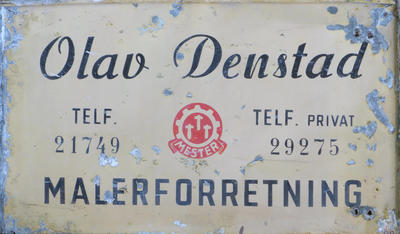 Olav Denstad
TELF. TELF. PRIVAT
21749 29275
MESTER
MALERFORRETNING